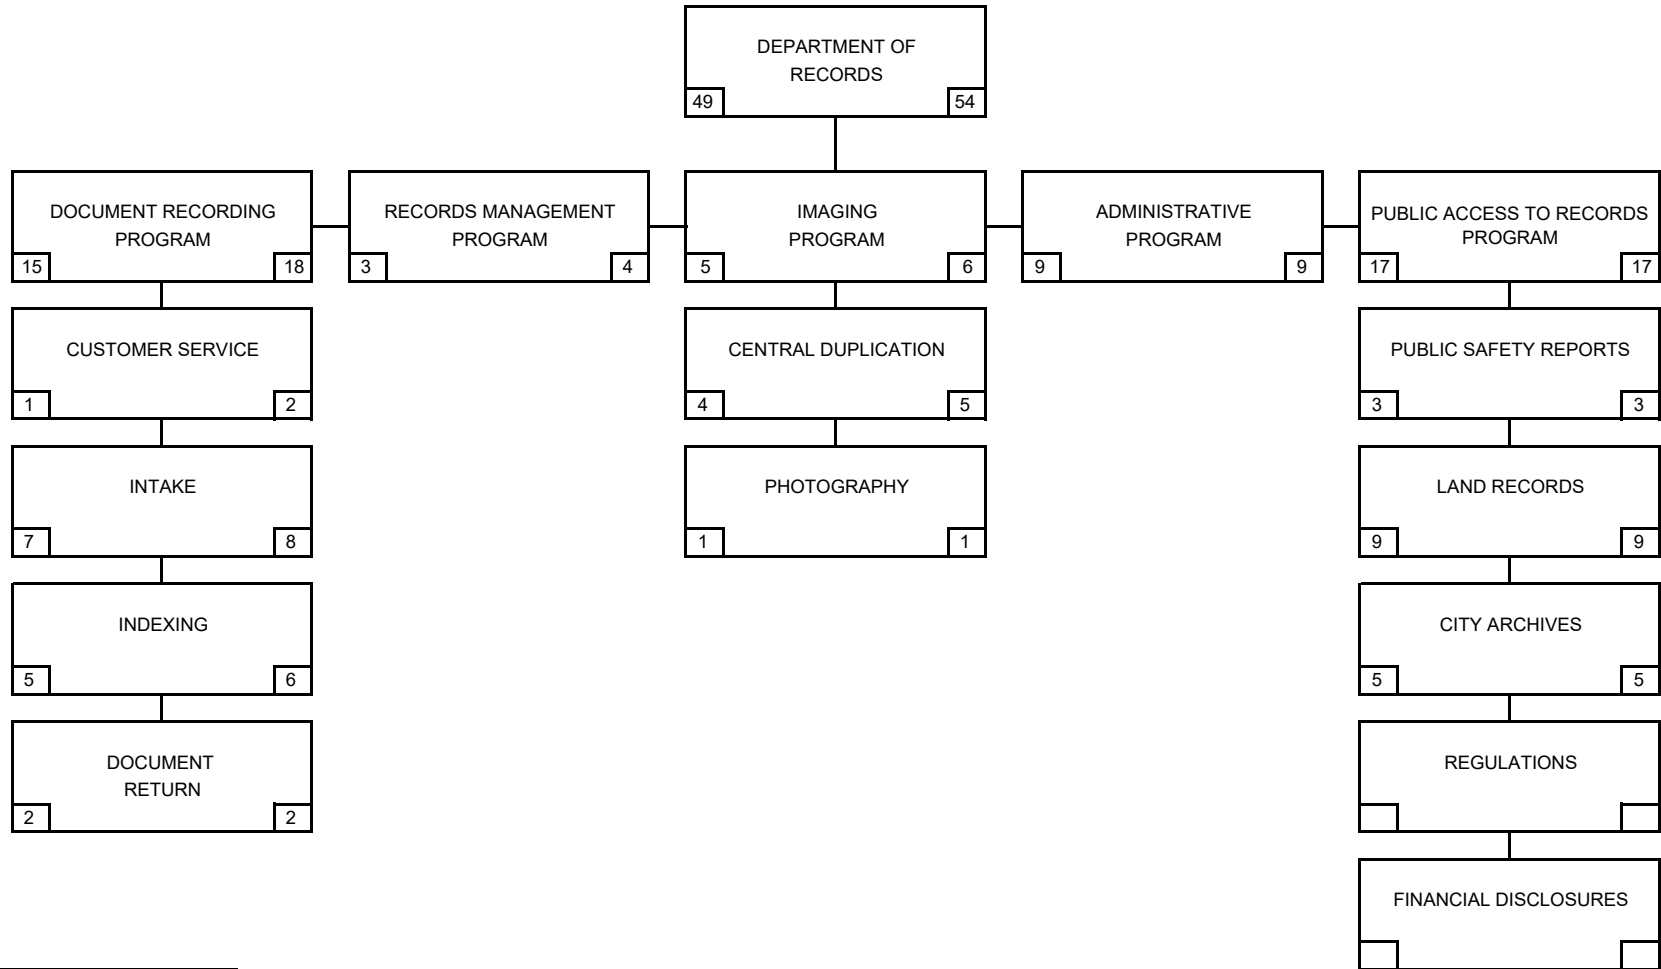 DEPARTMENT OF
RECORDS
49 54
DOCUMENT RECORDING
PROGRAM
15 18
RECORDS MANAGEMENT
PROGRAM
3 4
IMAGING
PROGRAM
5 6
ADMINISTRATIVE
PROGRAM
9 9
PUBLIC ACCESS TO RECORDS
PROGRAM
17 17
CUSTOMER SERVICE
1 2
CENTRAL DUPLICATION
4 5
PUBLIC SAFETY REPORTS
3 3
INTAKE
7 8
PHOTOGRAPHY
1 1
LAND RECORDS
9 9
INDEXING
5 6
CITY ARCHIVES
5 5
DOCUMENT
RETURN
2 2
REGULATIONS
FINANCIAL DISCLOSURES